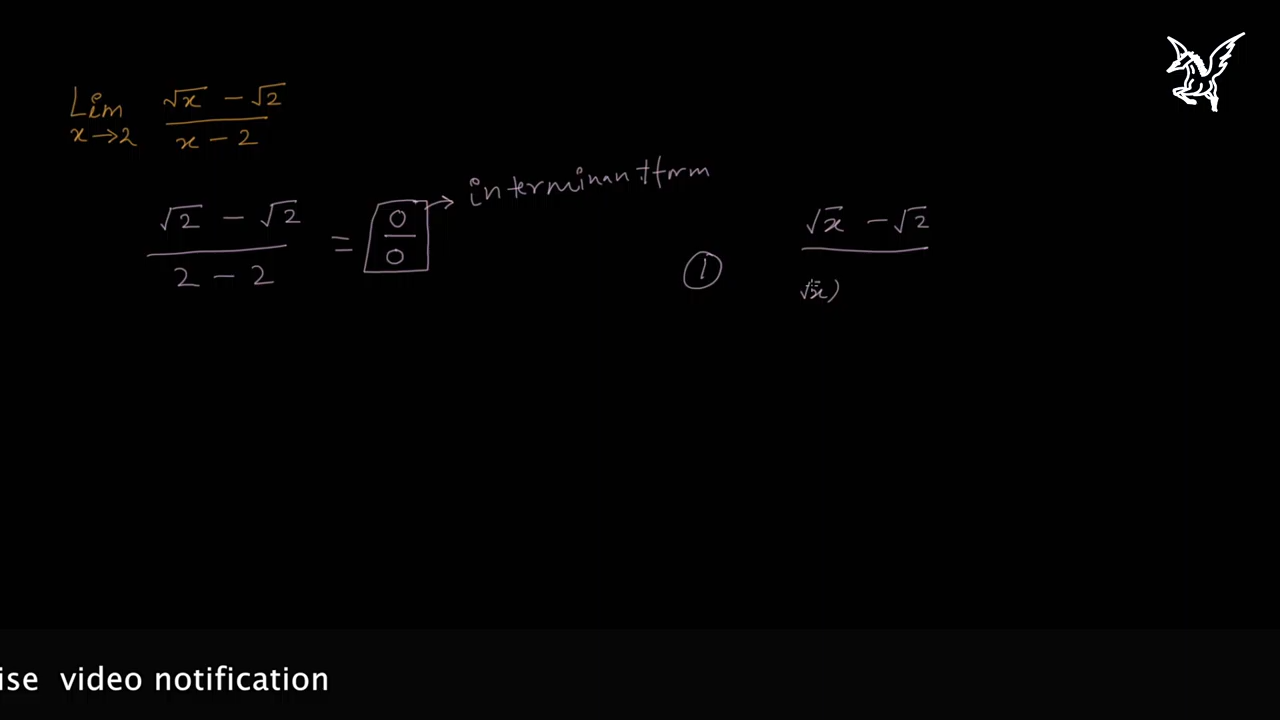 Lim √x − √2
x→2 x − 2
√2 − √2 = 0 → interminant form
2 − 2 0
① √x − √2
√x)
ise video notification